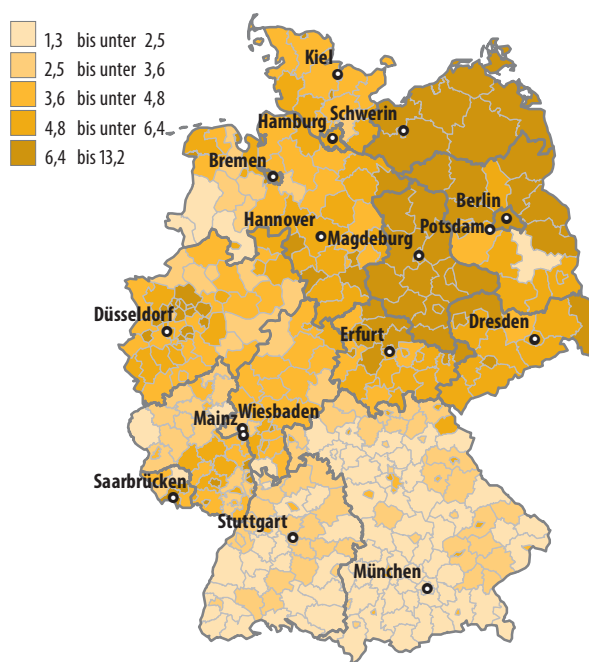 1,3 bis unter 2,5
2,5 bis unter 3,6
3,6 bis unter 4,8
4,8 bis unter 6,4
6,4 bis 13,2
Kiel
Schwerin
Hamburg
Bremen
Berlin
Hannover
Potsdam
Magdeburg
Düsseldorf
Dresden
Erfurt
Wiesbaden
Mainz
Saarbrücken
Stuttgart
München